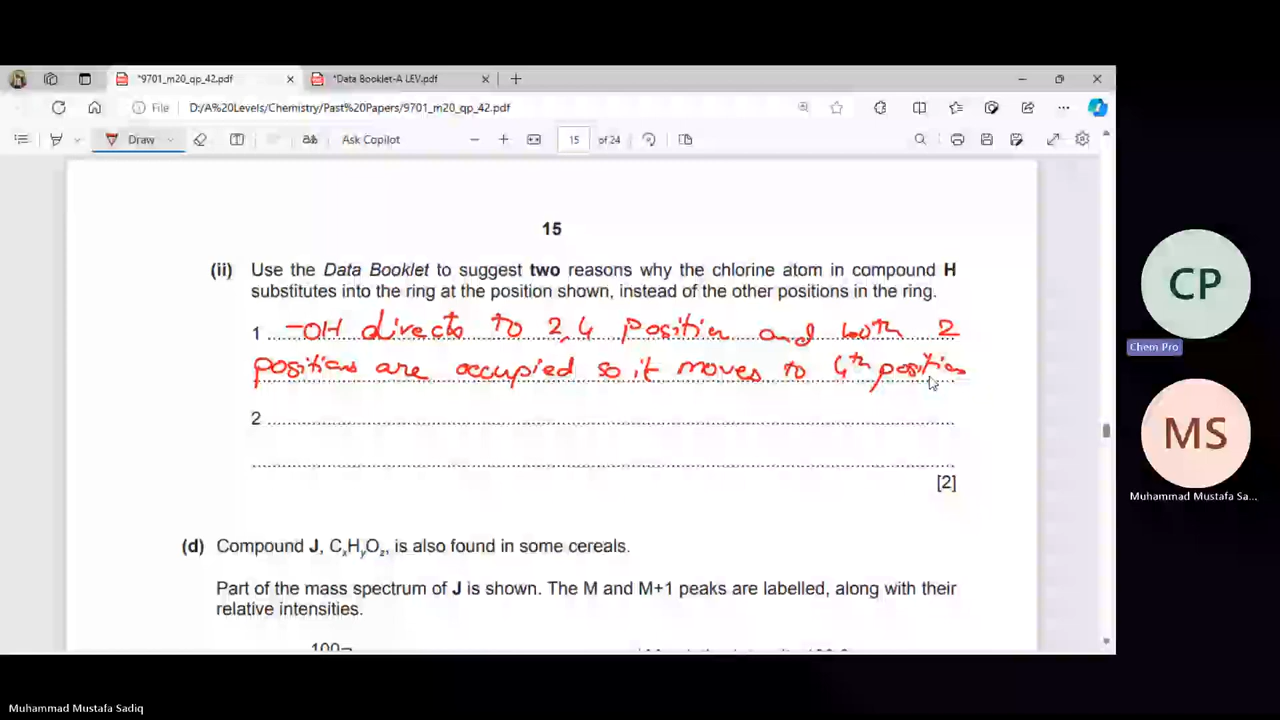 *9701_m20_qp_42.pdf
*Data Booklet-A LEV.pdf
File
D:/A%20Levels/Chemistry/Past%20Papers/9701_m20_qp_42.pdf
Draw
Ask Copilot
15
of 24
15
(ii) Use the Data Booklet to suggest two reasons why the chlorine atom in compound H
substitutes into the ring at the position shown, instead of the other positions in the ring.
1 -OH directs to 2,4 position and both 2
positions are occupied so it moves to 4th position
2
[2]
(d) Compound J, CxHyOz, is also found in some cereals.
Part of the mass spectrum of J is shown. The M and M+1 peaks are labelled, along with their
relative intensities.
100
CP
Chem Pro
MS
Muhammad Mustafa Sa...
Muhammad Mustafa Sadiq